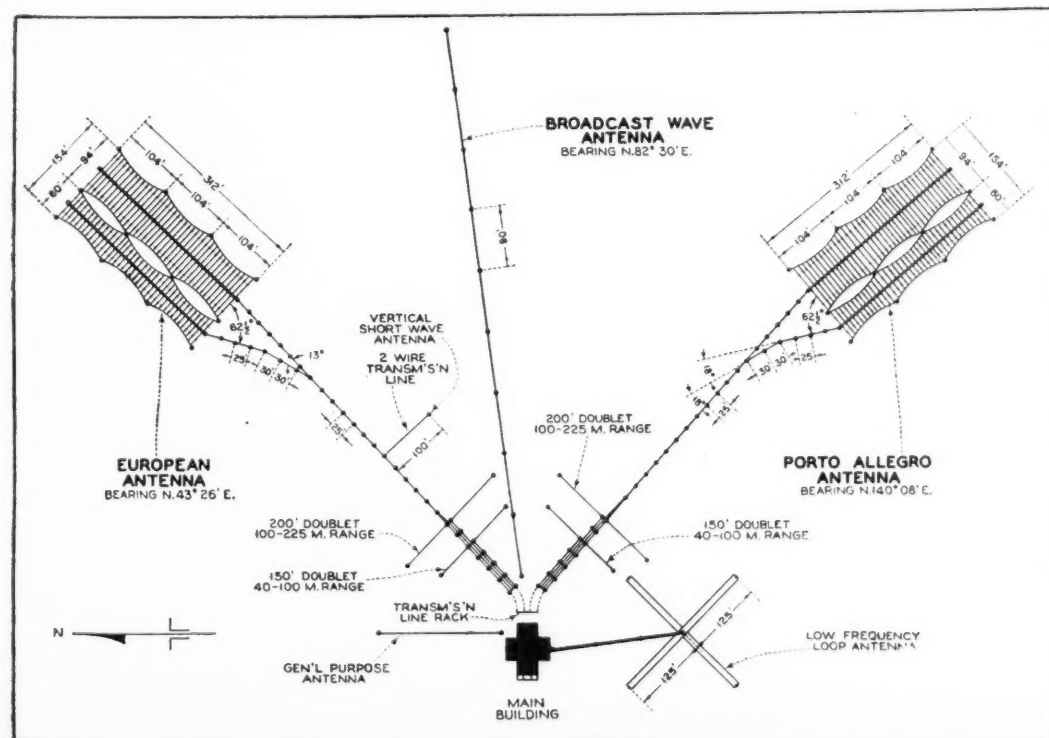 BROADCAST WAVE
ANTENNA
BEARING N.82° 30' E.
154'
94'
60'
312'
104'
104'
104'
312'
104'
104'
104'
94'
154'
60'
60'
62½°
13°
25'
30'
30'
25'
VERTICAL
SHORT WAVE
ANTENNA
2 WIRE
TRANSM'S'N
LINE
100'
62½°
18°
18°
25'
30'
30'
25'
200' DOUBLET
100-225 M. RANGE
EUROPEAN
ANTENNA
BEARING N.43° 26' E.
PORTO ALLEGRO
ANTENNA
BEARING N.140° 08' E.
200' DOUBLET
100-225 M. RANGE
150' DOUBLET
40-100 M. RANGE
150' DOUBLET
40-100 M. RANGE
TRANSM'S'N
LINE RACK
N
GEN'L PURPOSE
ANTENNA
MAIN
BUILDING
125'
125'
LOW FREQUENCY
LOOP ANTENNA